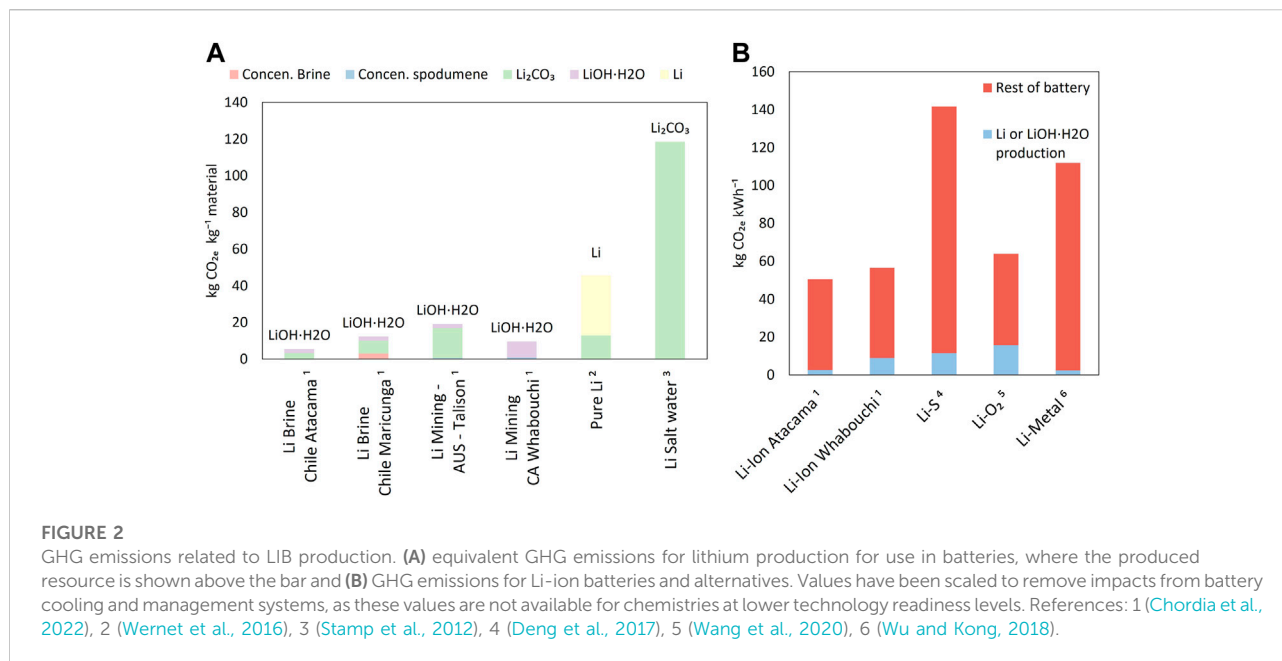 A
Concen. Brine Concen. spodumene Li₂CO₃ LiOH·H2O Li
140
120
100
80
60
40
20
0
kg CO₂ₑ kg⁻¹ material
LiOH·H2O
LiOH·H2O
LiOH·H2O
LiOH·H2O
Li
Li₂CO₃
Li Brine
Chile Atacama ¹
Li Brine
Chile Maricunga ¹
Li Mining -
AUS - Talison ¹
Li Mining
CA Whabouchi ¹
Pure Li ²
Li Salt water ³
B
160
140
120
100
80
60
40
20
0
kg CO₂ₑ kWh⁻¹
Rest of battery
Li or LiOH·H2O
production
Li-Ion Atacama ¹
Li-Ion Whabouchi ¹
Li-S ⁴
Li-O₂ ⁵
Li-Metal ⁶
FIGURE 2
GHG emissions related to LIB production. (A) equivalent GHG emissions for lithium production for use in batteries, where the produced
resource is shown above the bar and (B) GHG emissions for Li-ion batteries and alternatives. Values have been scaled to remove impacts from battery
cooling and management systems, as these values are not available for chemistries at lower technology readiness levels. References: 1 (Chordia et al.,
2022), 2 (Wernet et al., 2016), 3 (Stamp et al., 2012), 4 (Deng et al., 2017), 5 (Wang et al., 2020), 6 (Wu and Kong, 2018).